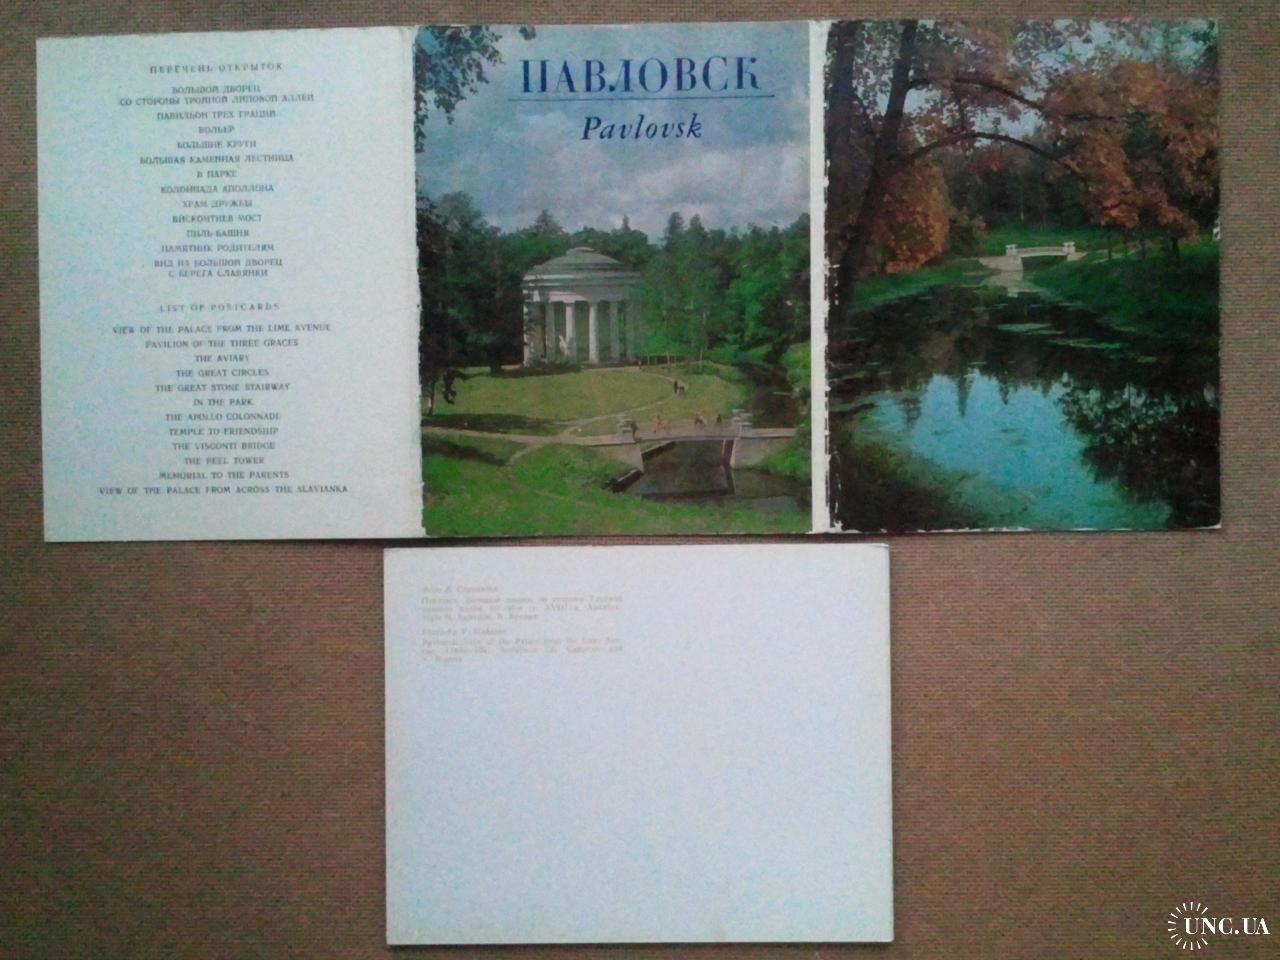 ПЕРЕЧЕНЬ ОТКРЫТОК
БОЛЬШОЙ ДВОРЕЦ
СО СТОРОНЫ ТРОЙНОЙ ЛИПОВОЙ АЛЛЕИ
ПАВИЛЬОН ТРЕХ ГРАЦИЙ
ВОЛЬЕР
БОЛЬШИЕ КРУГИ
БОЛЬШАЯ КАМЕННАЯ ЛЕСТНИЦА
В ПАРКЕ
КОЛОННАДА АПОЛЛОНА
ХРАМ ДРУЖБЫ
ВИСКОНТИЕВ МОСТ
ПИЛЬ-БАШНЯ
ПАМЯТНИК РОДИТЕЛЯМ
ВИД НА БОЛЬШОЙ ДВОРЕЦ
С БЕРЕГА СЛАВЯНКИ
LIST OF POSTCARDS
VIEW OF THE PALACE FROM THE LIME AVENUE
PAVILION OF THE THREE GRACES
THE AVIARY
THE GREAT CIRCLES
THE GREAT STONE STAIRWAY
IN THE PARK
THE APOLLO COLONNADE
TEMPLE TO FRIENDSHIP
THE VISCONTI BRIDGE
THE PEEL TOWER
MEMORIAL TO THE PARENTS
VIEW OF THE PALACE FROM ACROSS THE SLAVIANKA
ПАВЛОВСК
Pavlovsk
UNC.UA